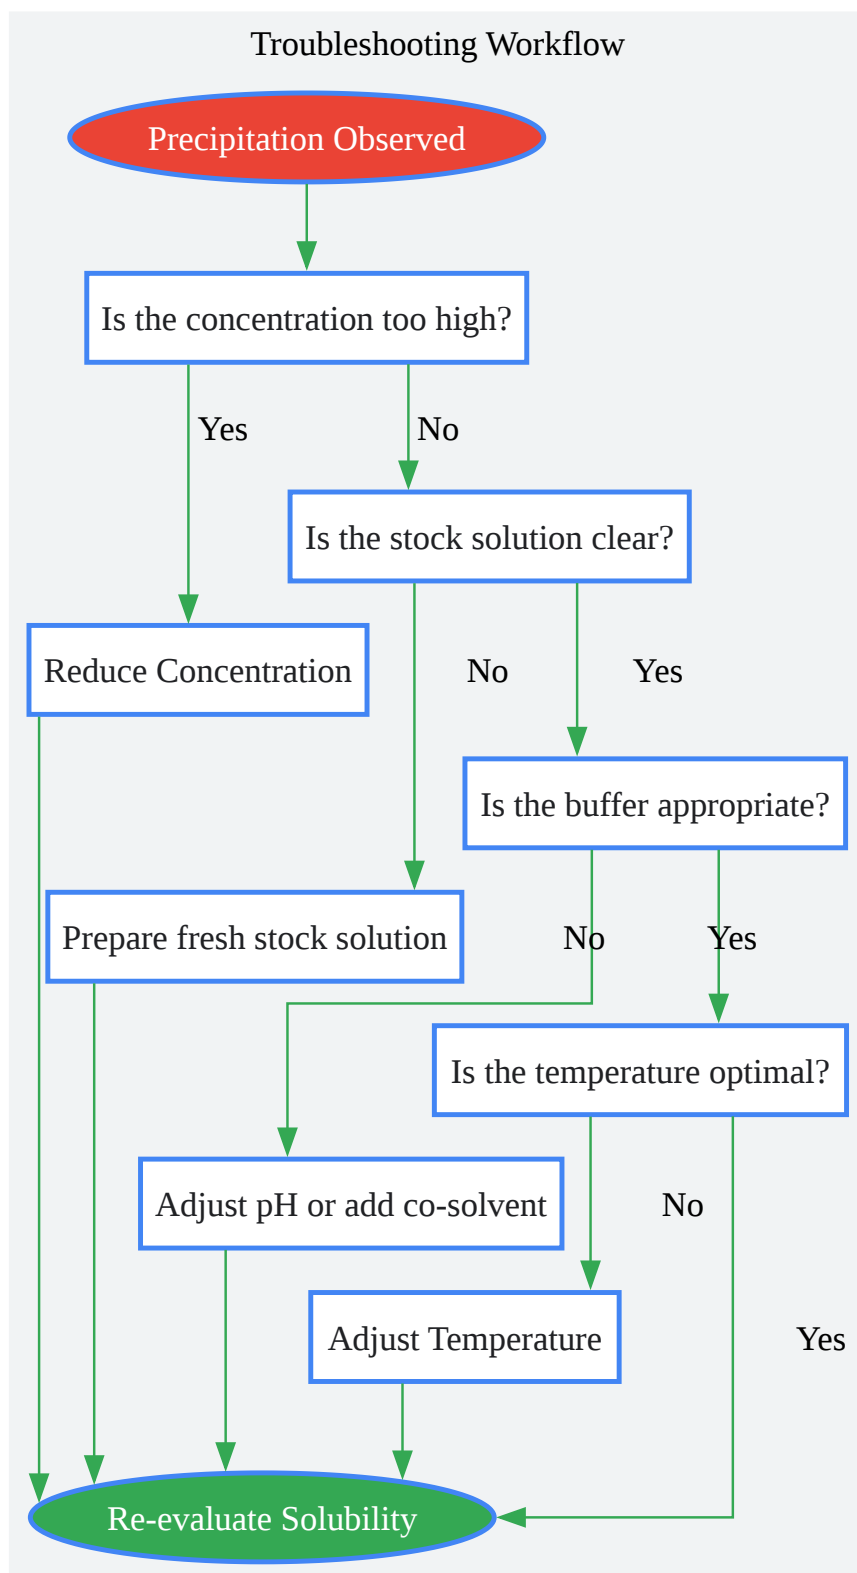 Troubleshooting Workflow
Precipitation Observed
Is the concentration too high?
Yes
No
Is the stock solution clear?
Reduce Concentration
No
Yes
Is the buffer appropriate?
Prepare fresh stock solution
No
Yes
Is the temperature optimal?
Adjust pH or add co-solvent
No
Adjust Temperature
Yes
Re-evaluate Solubility